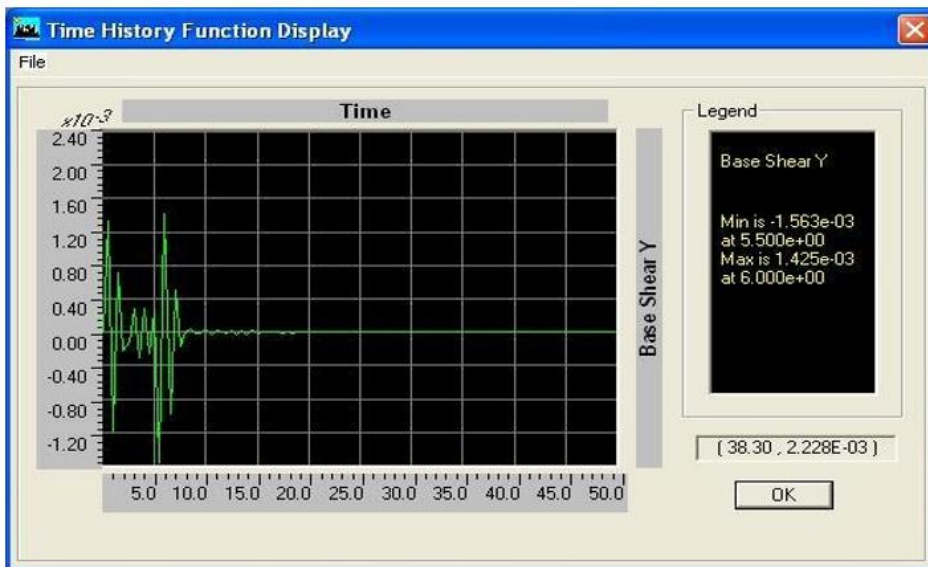 Time History Function Display
File
x10-3
Time
2.40
2.00
1.60
1.20
0.80
0.40
0.00
-0.40
-0.80
-1.20
5.0 10.0 15.0 20.0 25.0 30.0 35.0 40.0 45.0 50.0
Base Shear Y
Legend
Base Shear Y
Min is -1.563e-03
at 5.500e+00
Max is 1.425e-03
at 6.000e+00
( 38.30 , 2.228E-03 )
OK